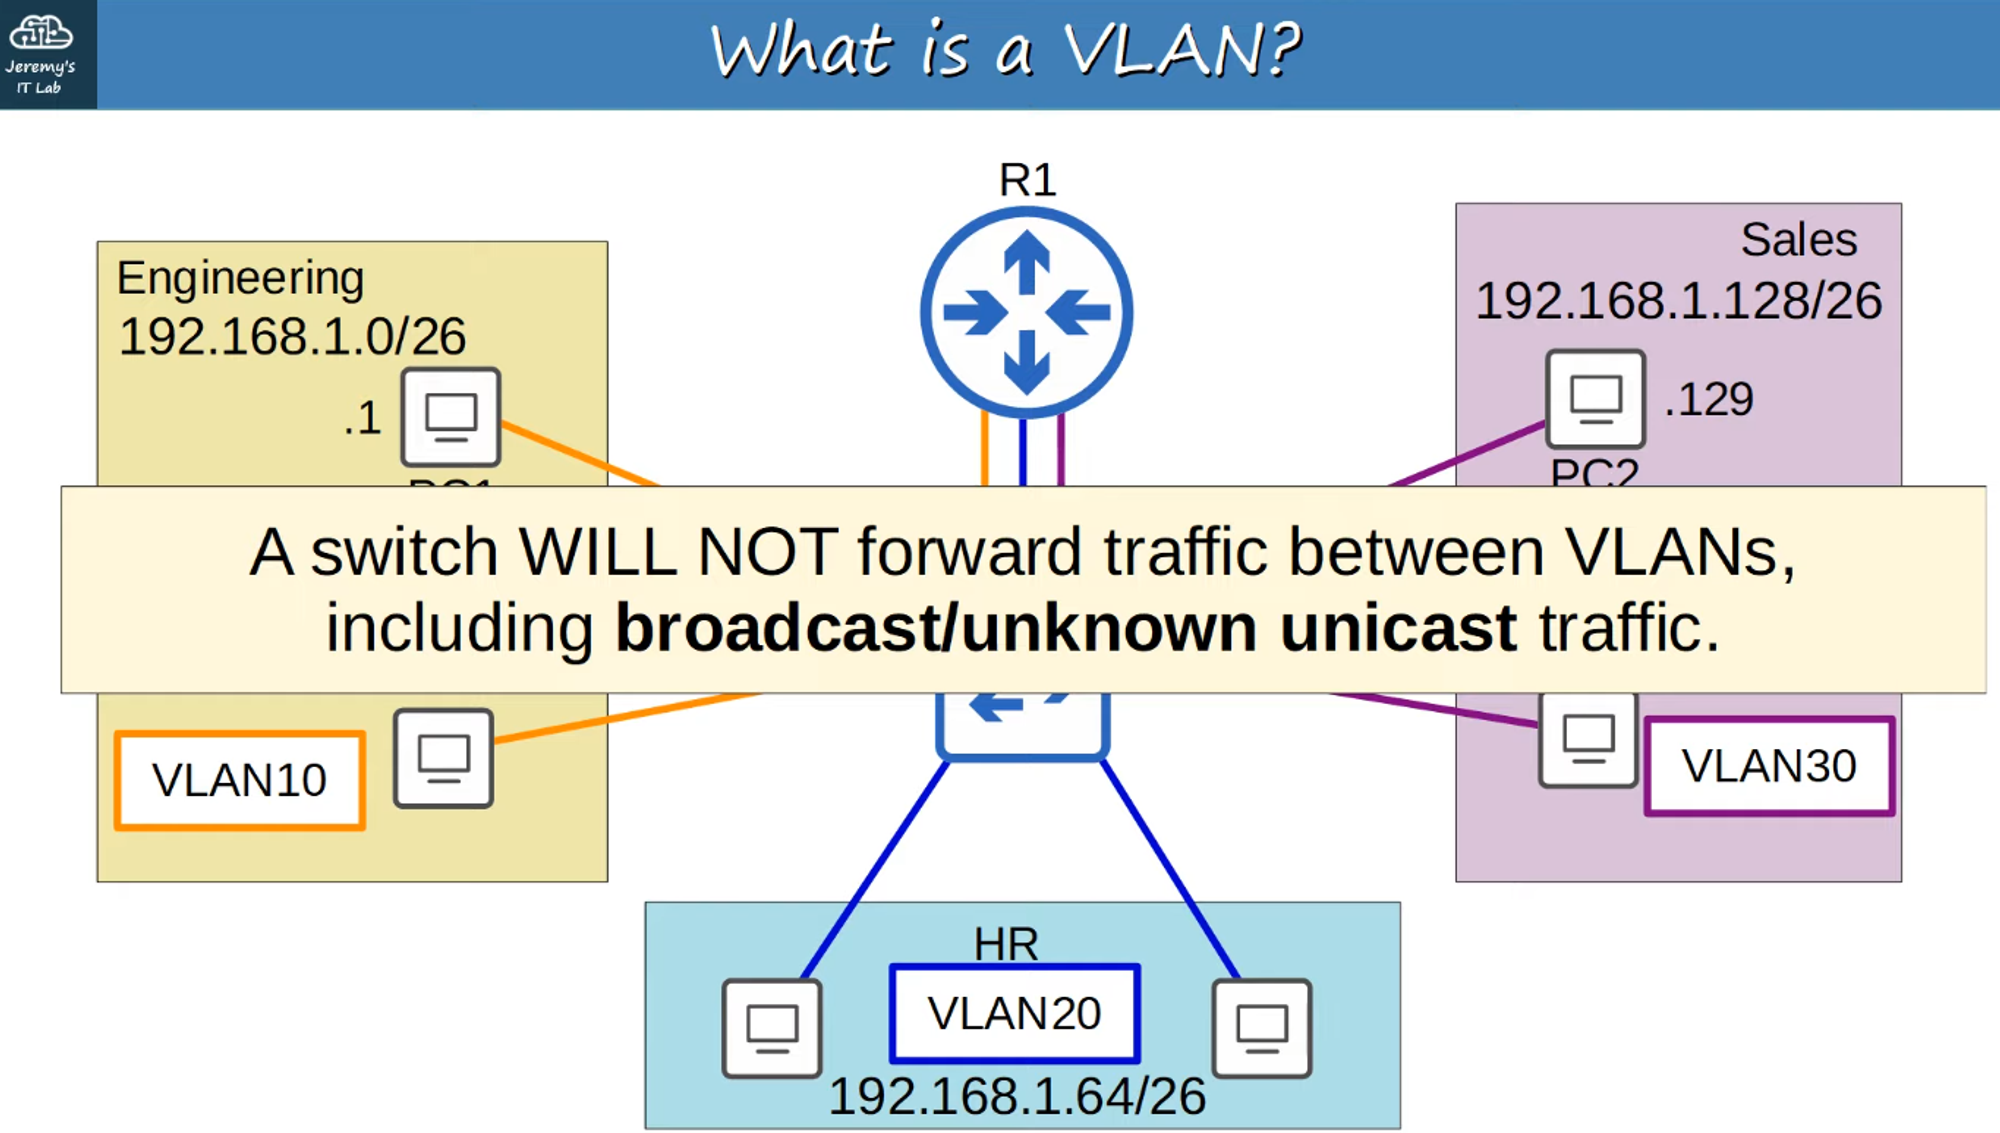 Jeremy's
IT Lab
What is a VLAN?
R1
Engineering
192.168.1.0/26
.1
PC1
Sales
192.168.1.128/26
.129
PC2
A switch WILL NOT forward traffic between VLANs,
including broadcast/unknown unicast traffic.
VLAN10
VLAN30
HR
VLAN20
192.168.1.64/26